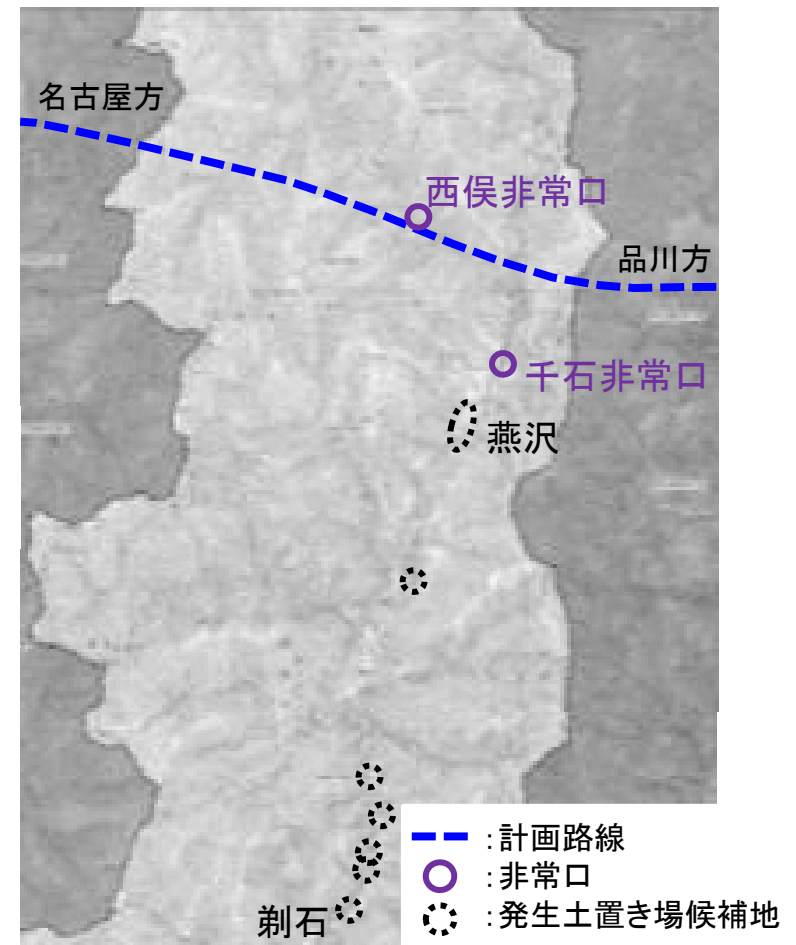 名古屋方
西俣非常口
品川方
千石非常口
燕沢
剃石
:計画路線
:非常口
:発生土置き場候補地